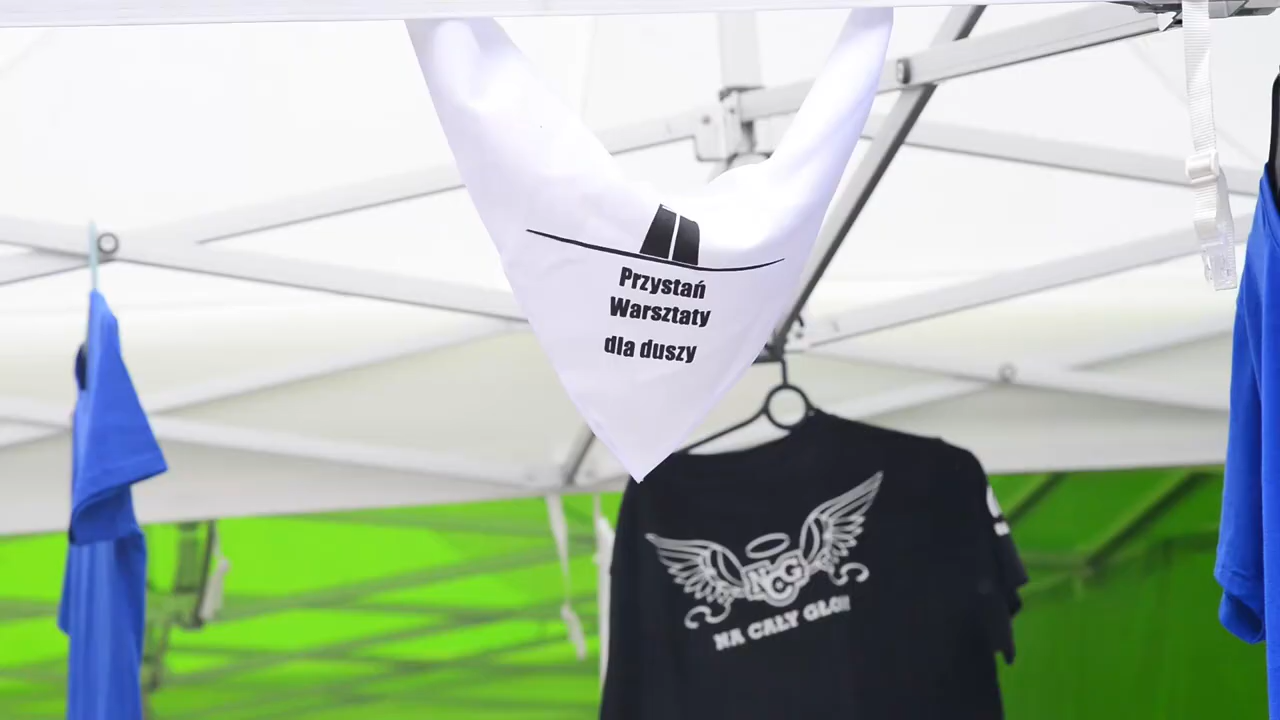 Przystań
Warsztaty
dla duszy
NCG
NA CAŁY GŁOS